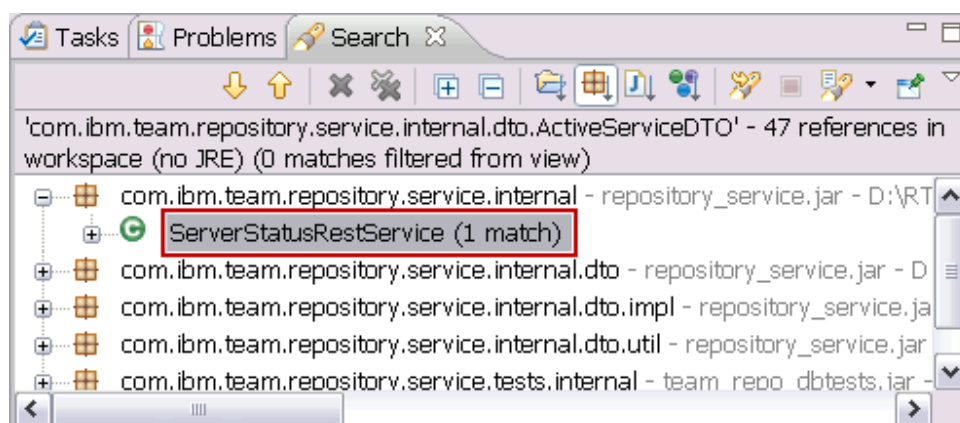 Tasks Problems Search
'com.ibm.team.repository.service.internal.dto.ActiveServiceDTO' - 47 references in
workspace (no JRE) (0 matches filtered from view)
com.ibm.team.repository.service.internal - repository_service.jar - D:\RT
ServerStatusRestService (1 match)
com.ibm.team.repository.service.internal.dto - repository_service.jar - D
com.ibm.team.repository.service.internal.dto.impl - repository_service.ja
com.ibm.team.repository.service.internal.dto.util - repository_service.jar
com.ibm.team.repository.service.tests.internal - team_repo_dbtests.jar -